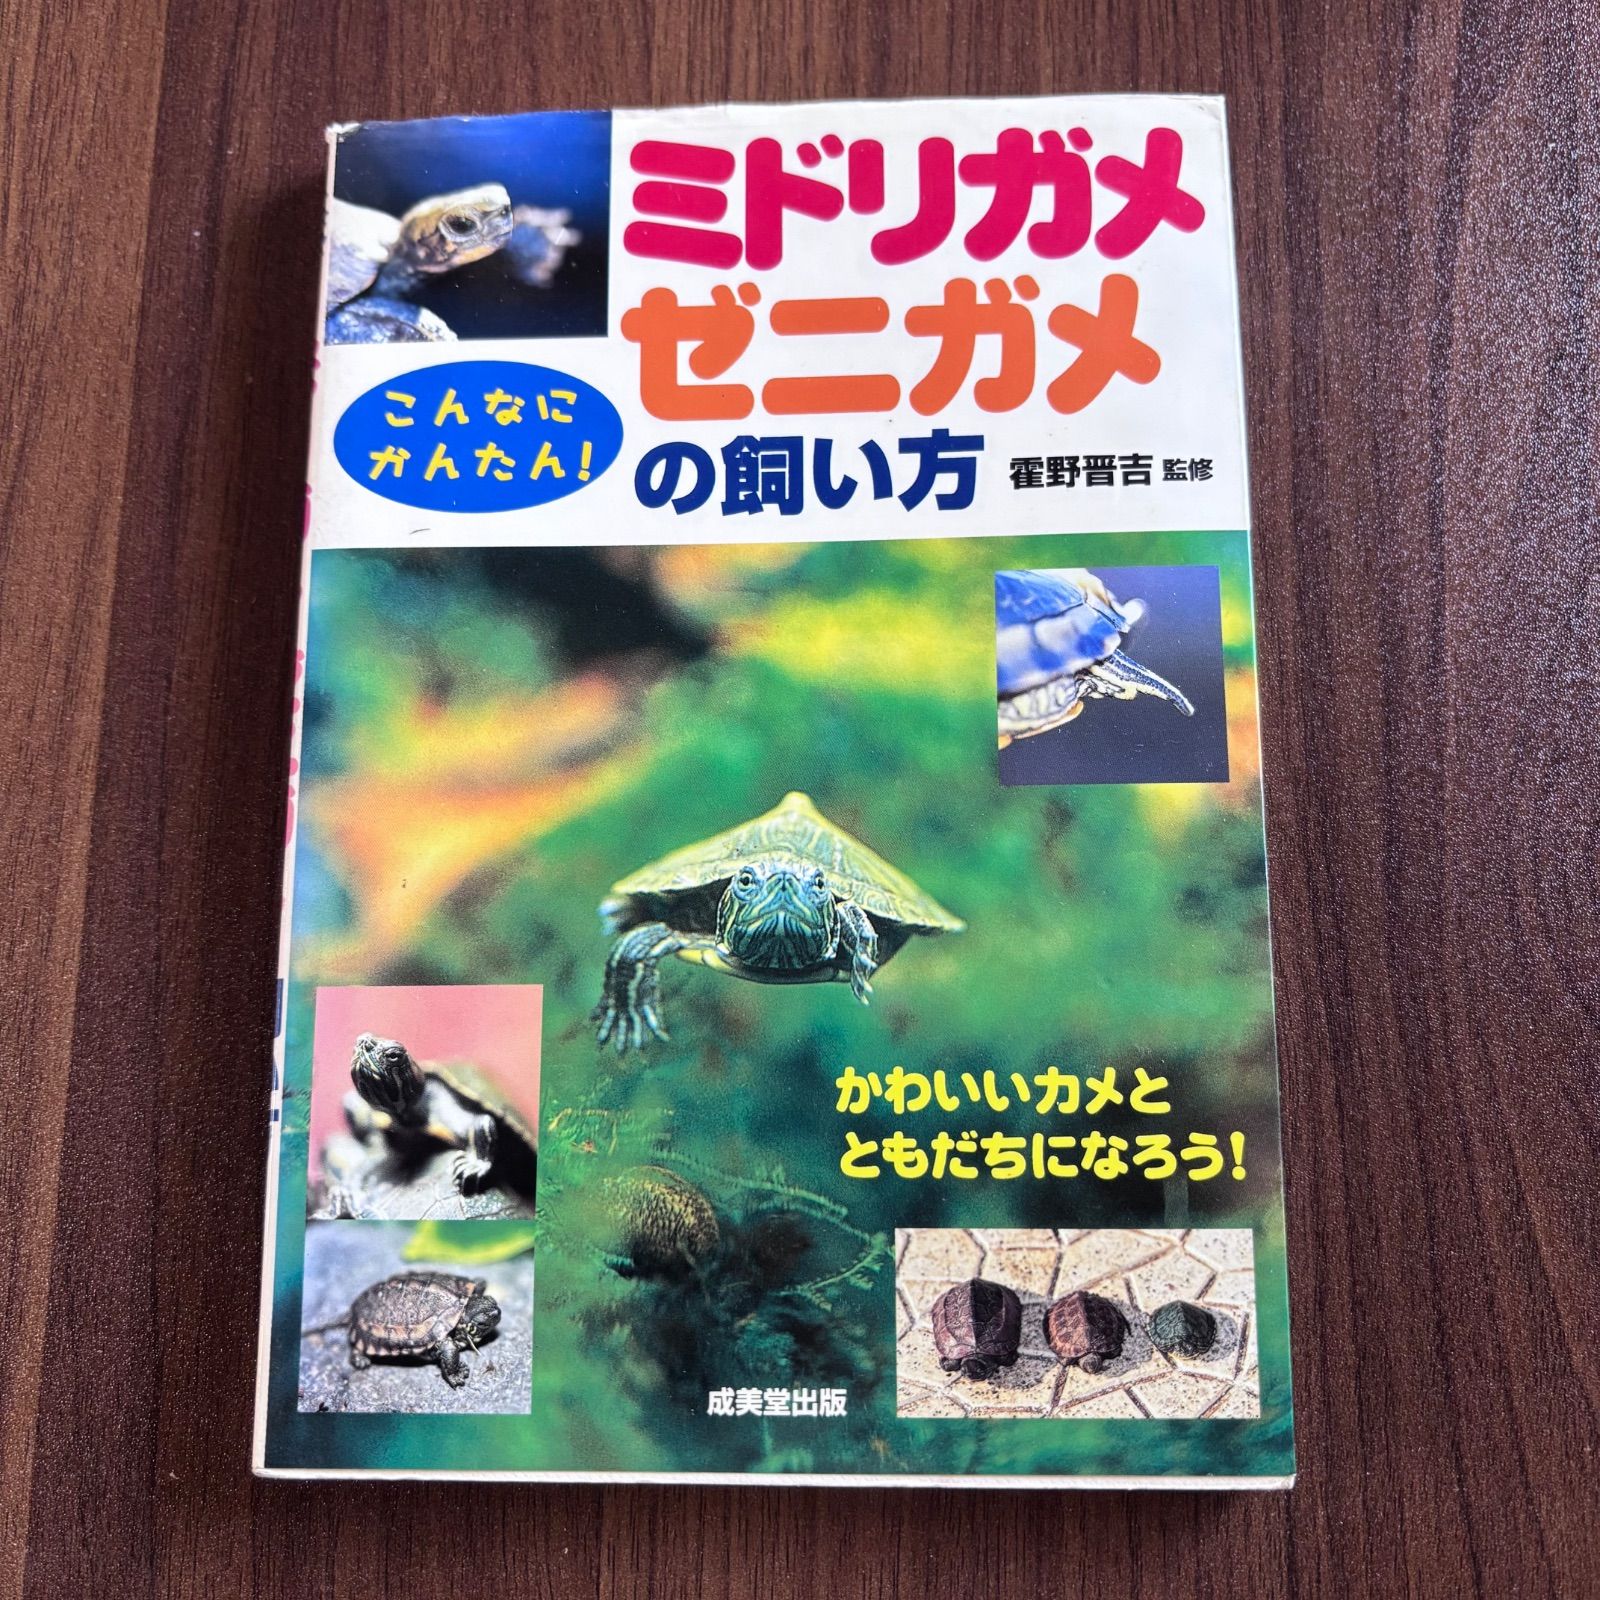 ミドリガメ
ゼニガメ
の飼い方
霍野晋吉 監修
こんなに
かんたん!
かわいいカメと
ともだちになろう!
成美堂出版